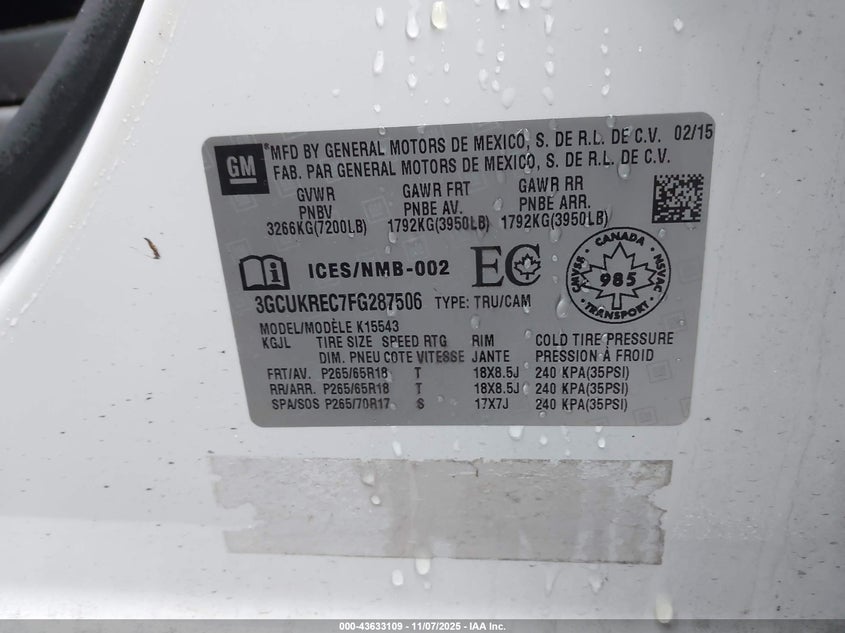 GM
*MFD BY GENERAL MOTORS DE MEXICO, S. DE R.L. DE C.V. 02/15
FAB. PAR GENERAL MOTORS DE MEXICO, S. DE R.L. DE C.V.
GVWR GAWR FRT GAWR RR
PNBV PNBE AV. PNBE ARR.
3266KG(7200LB) 1792KG(3950LB) 1792KG(3950LB)
ICES/NMB-002 EC
CANADA
CMVSS 985 NSVAC
TRANSPORT
3GCUKREC7FG287506 TYPE: TRU/CAM
MODEL/MODÈLE K15543
KGJL TIRE SIZE SPEED RTG RIM COLD TIRE PRESSURE
DIM. PNEU COTE VITESSE JANTE PRESSION À FROID
FRT/AV. P265/65R18 T 18X8.5J 240 KPA(35PSI)
RR/ARR. P265/65R18 T 18X8.5J 240 KPA(35PSI)
SPA/SOS P265/70R17 S 17X7J 240 KPA(35PSI)
000-43633109 - 11/07/2025 - IAA Inc.